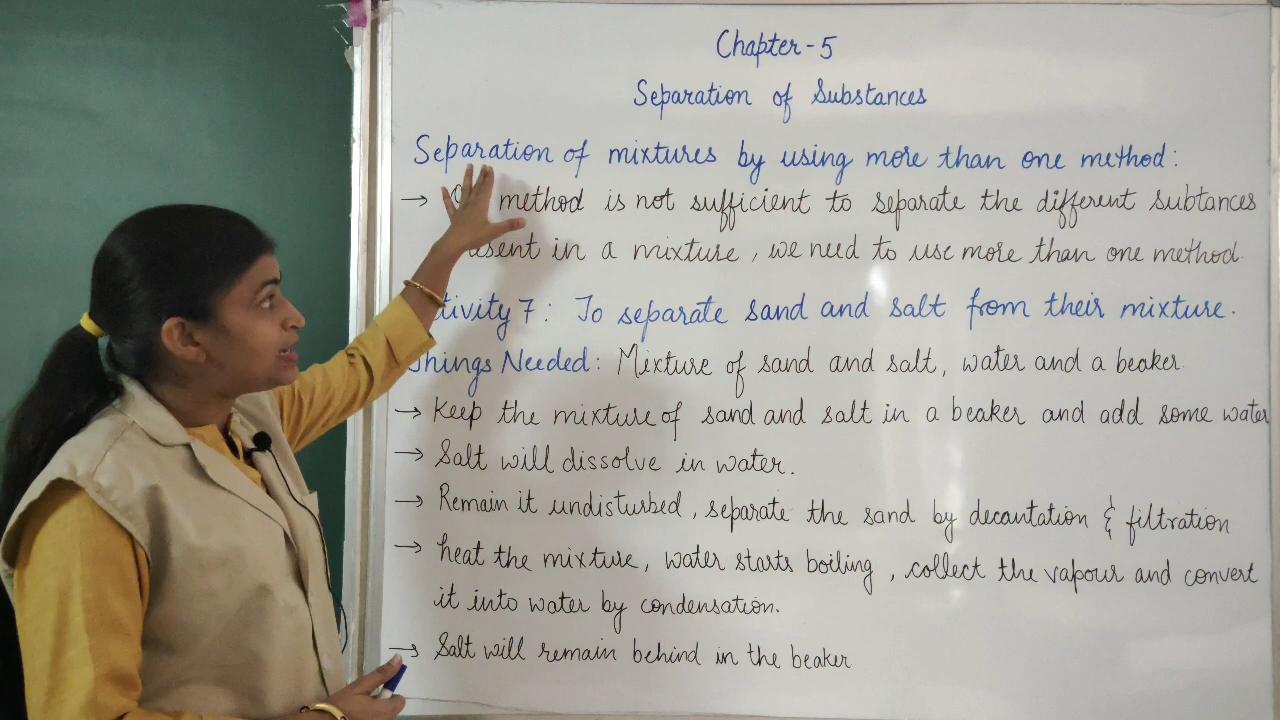 Chapter - 5
Separation of Substances
Separation of mixtures by using more than one method:
→ method is not sufficient to separate the different subtances
in a mixture, we need to use more than one method.
7: To separate sand and salt from their mixture.
Things Needed: Mixture of sand and salt, water and a beaker.
→ Keep the mixture of sand and salt in a beaker and add some water
→ Salt will dissolve in water.
→ Remain it undisturbed, separate the sand by decantation & filtration
→ heat the mixture, water starts boiling, collect the vapour and convert
it into water by condensation.
→ Salt will remain behind in the beaker